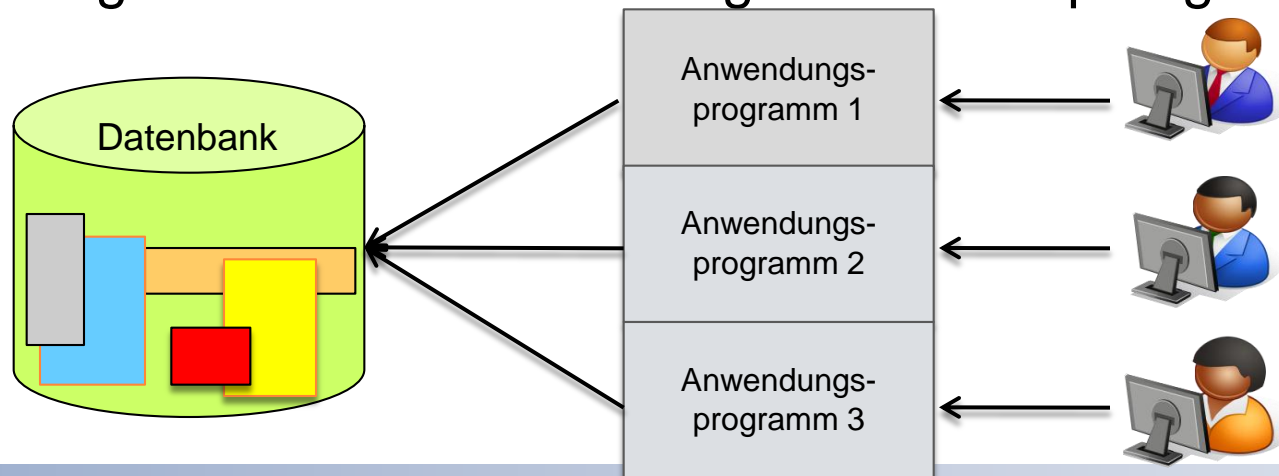 Datenbank
Anwendungs-
programm 1
Anwendungs-
programm 2
Anwendungs-
programm 3